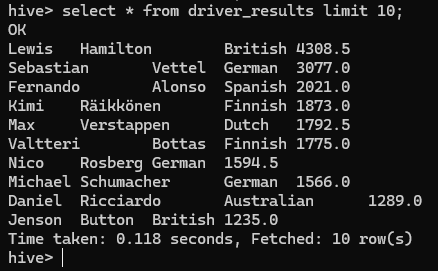 hive> select * from driver_results limit 10;
OK
Lewis Hamilton British 4308.5
Sebastian Vettel German 3077.0
Fernando Alonso Spanish 2021.0
Kimi Räikkönen Finnish 1873.0
Max Verstappen Dutch 1792.5
Valtteri Bottas Finnish 1775.0
Nico Rosberg German 1594.5
Michael Schumacher German 1566.0
Daniel Ricciardo Australian 1289.0
Jenson Button British 1235.0
Time taken: 0.118 seconds, Fetched: 10 row(s)
hive>